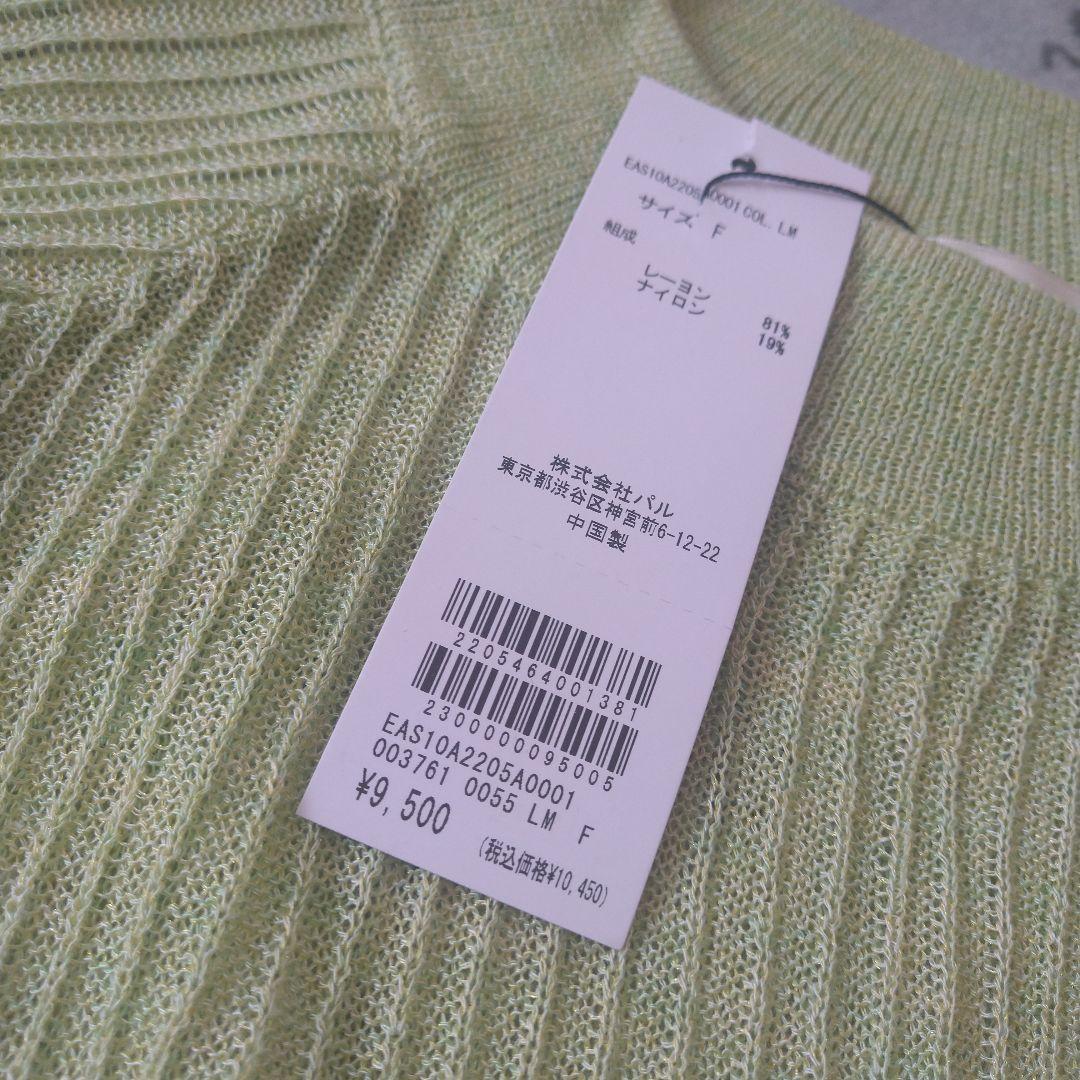 EAS10A2205A0001 COL. LM
サイズ F
組成
レーヨン 81%
ナイロン 19%
株式会社パル
東京都渋谷区神宮前6-12-22
中国製
2205464001381
2300000095005
EAS10A2205A0001
003761 0055 LM F
¥9,500
(税込価格¥10,450)